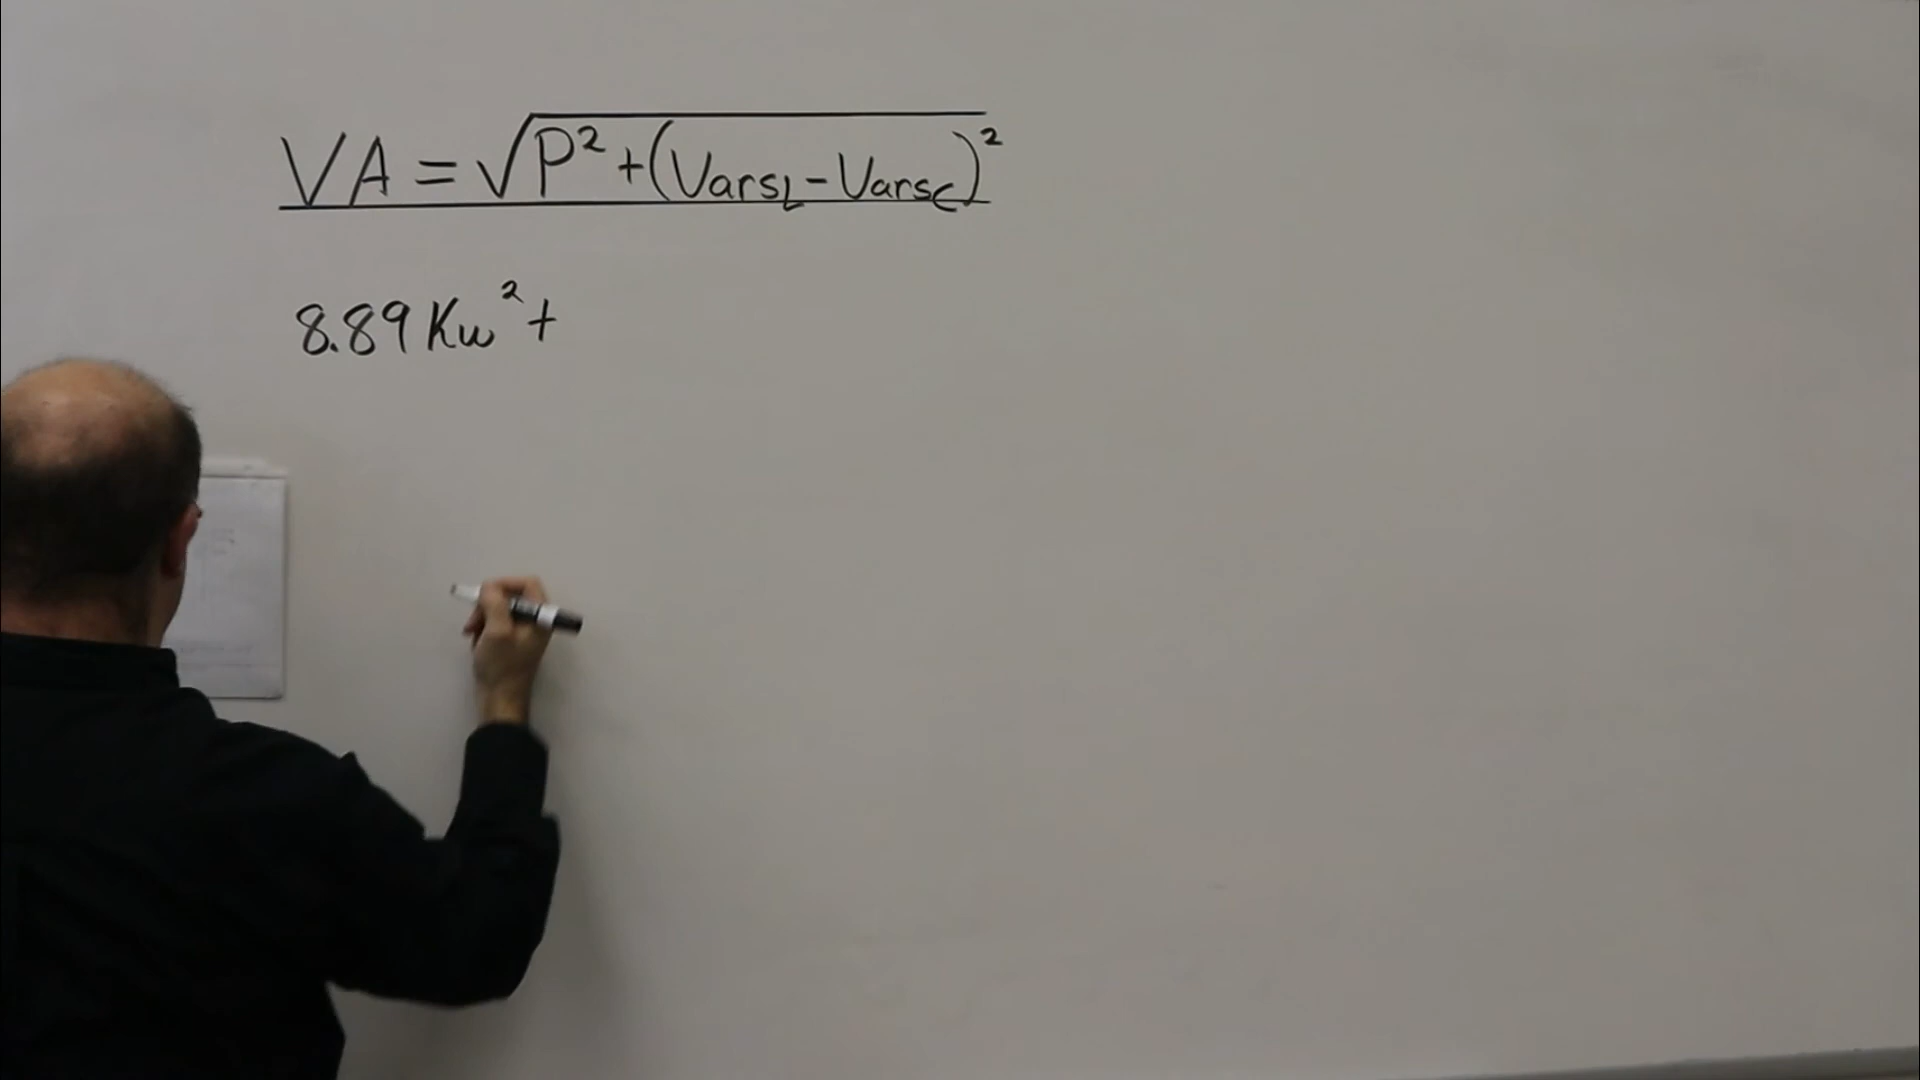 VA = √P² + (VarsL - VarsC)²
8.89 Kw² +